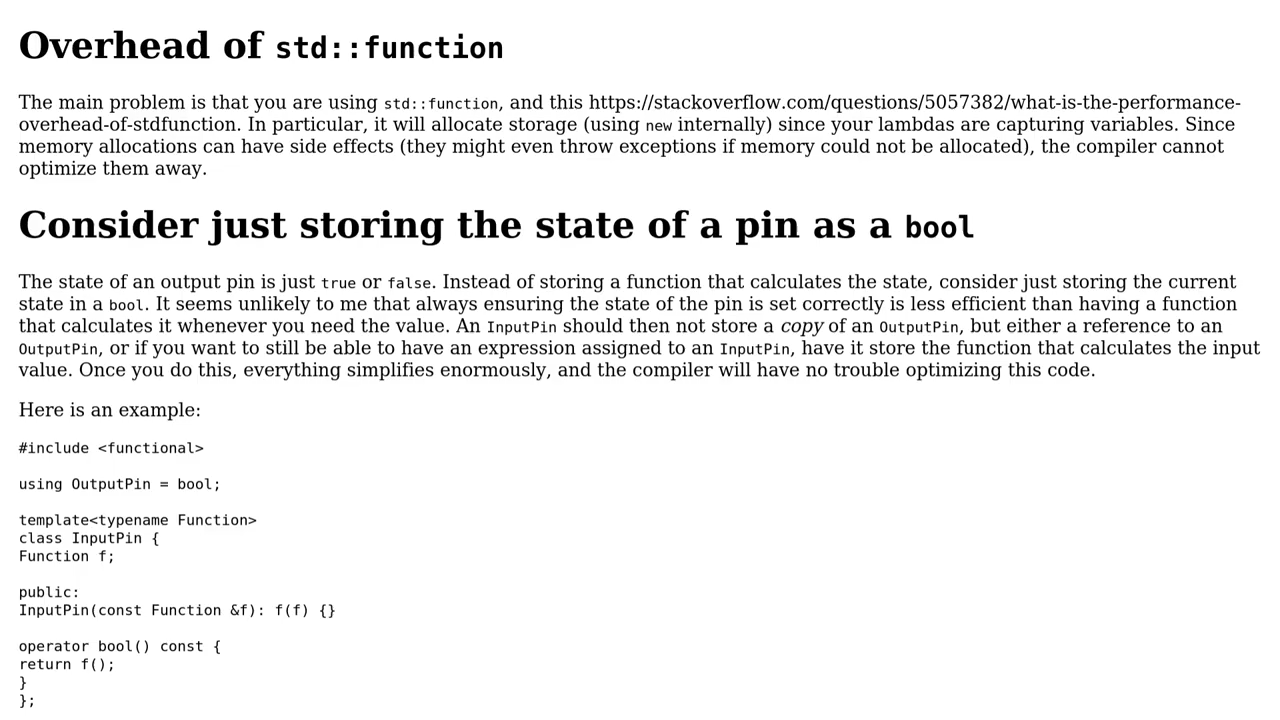 Overhead of std::function
The main problem is that you are using std::function, and this https://stackoverflow.com/questions/5057382/what-is-the-performance-
overhead-of-stdfunction. In particular, it will allocate storage (using new internally) since your lambdas are capturing variables. Since
memory allocations can have side effects (they might even throw exceptions if memory could not be allocated), the compiler cannot
optimize them away.
Consider just storing the state of a pin as a bool
The state of an output pin is just true or false. Instead of storing a function that calculates the state, consider just storing the current
state in a bool. It seems unlikely to me that always ensuring the state of the pin is set correctly is less efficient than having a function
that calculates it whenever you need the value. An InputPin should then not store a copy of an OutputPin, but either a reference to an
OutputPin, or if you want to still be able to have an expression assigned to an InputPin, have it store the function that calculates the input
value. Once you do this, everything simplifies enormously, and the compiler will have no trouble optimizing this code.
Here is an example:
#include <functional>
using OutputPin = bool;
template<typename Function>
class InputPin {
Function f;
public:
InputPin(const Function &f): f(f) {}
operator bool() const {
return f();
}
};